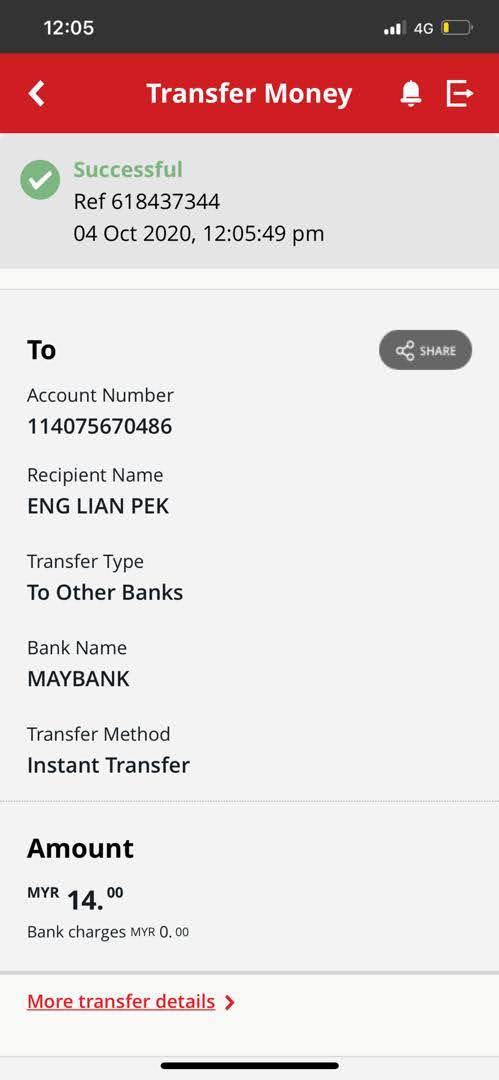 12:05
4G
Transfer Money
Successful
Ref 618437344
04 Oct 2020, 12:05:49 pm
To
SHARE
Account Number
114075670486
Recipient Name
ENG LIAN PEK
Transfer Type
To Other Banks
Bank Name
MAYBANK
Transfer Method
Instant Transfer
Amount
MYR 14.00
Bank charges MYR 0.00
More transfer details